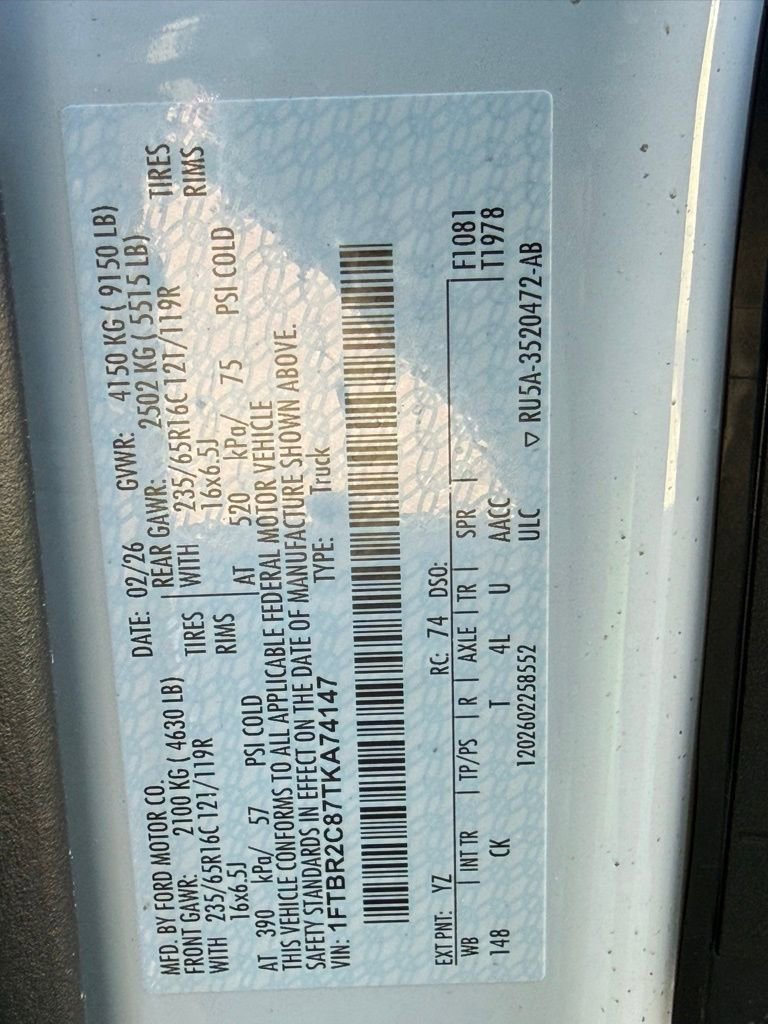 MFD. BY FORD MOTOR CO.
DATE: 02/26 GVWR: 4150 KG ( 9150 LB)
FRONT GAWR: 2100 KG ( 4630 LB) REAR GAWR: 2502 KG ( 5515 LB)
WITH 235/65R16C 121/119R TIRES WITH 235/65R16C 121/119R TIRES
16x6.5J RIMS 16x6.5J RIMS
AT 390 kPa/ 57 PSI COLD AT 520 kPa/ 75 PSI COLD
THIS VEHICLE CONFORMS TO ALL APPLICABLE FEDERAL MOTOR VEHICLE
SAFETY STANDARDS IN EFFECT ON THE DATE OF MANUFACTURE SHOWN ABOVE.
VIN: 1FTBR2C87TKA74147 TYPE: Truck
EXT PNT: YZ RC: 74 DSO: F1081
WB INT TR TP/PS R AXLE TR SPR T1978
148 CK T 4L U AACC
1202602258552 ULC ▽ RU5A-3520472-AB